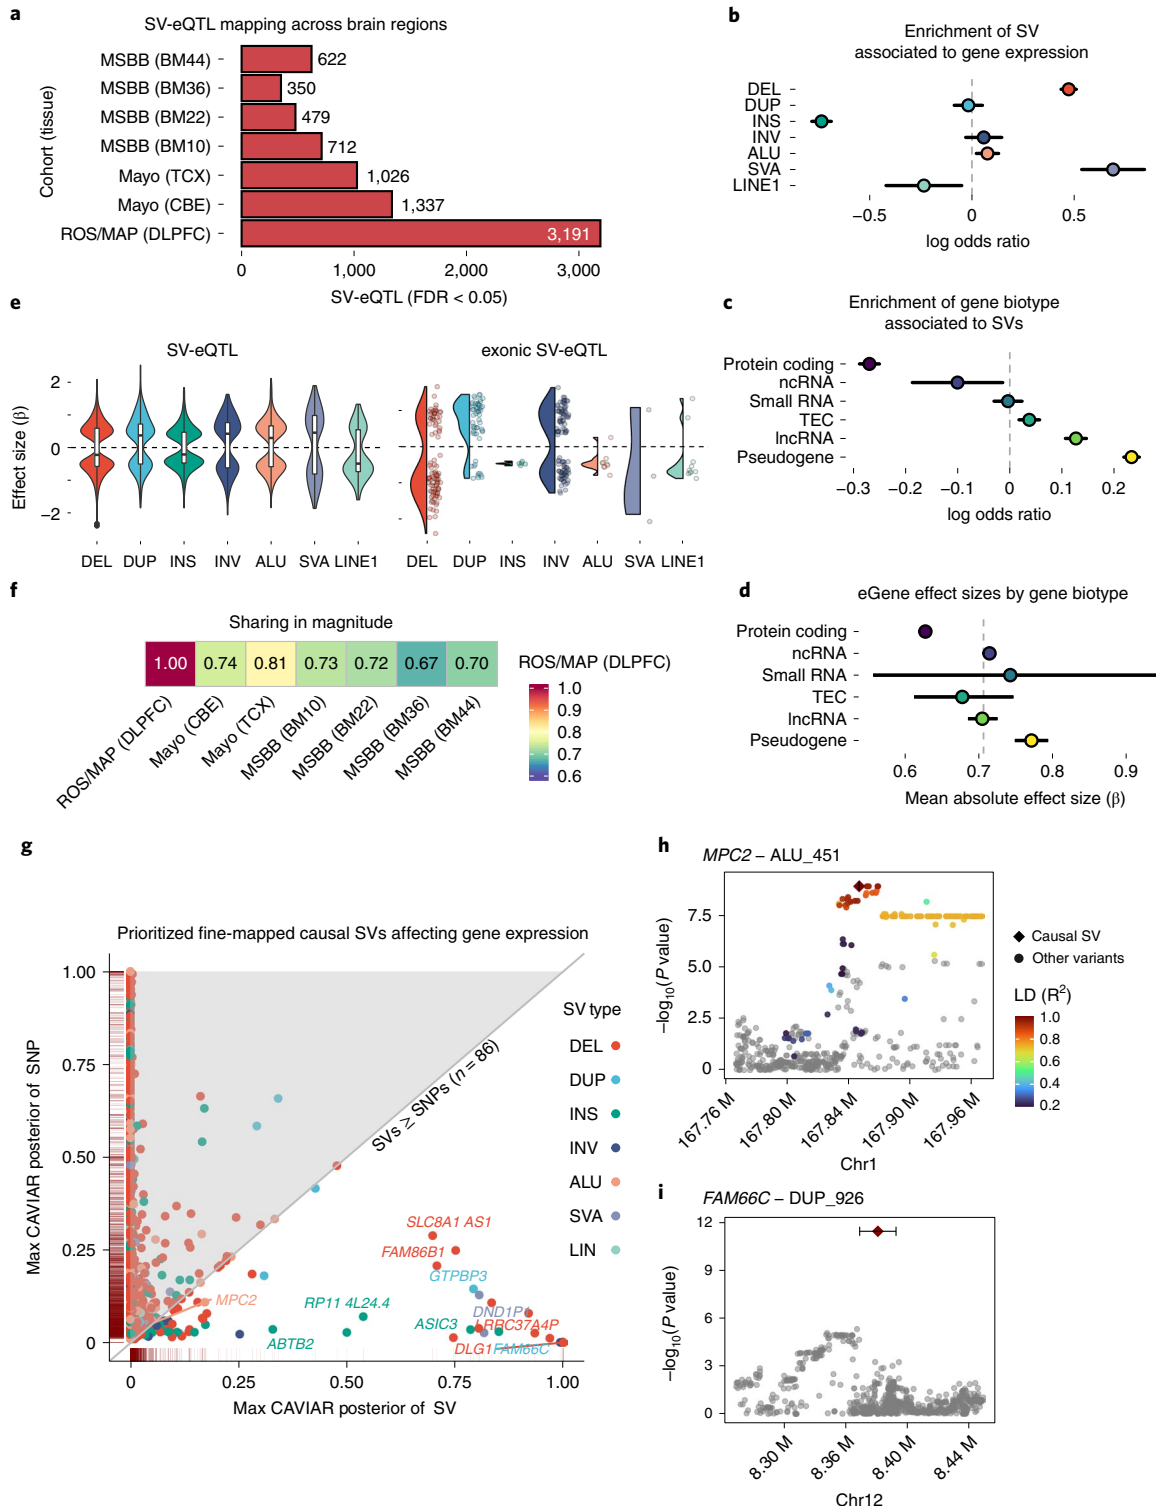 a
SV-eQTL mapping across brain regions
Cohort (tissue)
MSBB (BM44)
622
MSBB (BM36)
350
MSBB (BM22)
479
MSBB (BM10)
712
Mayo (TCX)
1,026
Mayo (CBE)
1,337
ROS/MAP (DLPFC)
3,191
0
1,000
2,000
3,000
SV-eQTL (FDR < 0.05)
b
Enrichment of SV
associated to gene expression
DEL
DUP
INS
INV
ALU
SVA
LINE1
−0.5
0
0.5
log odds ratio
c
Enrichment of gene biotype
associated to SVs
Protein coding
ncRNA
Small RNA
TEC
lncRNA
Pseudogene
−0.3
−0.2
−0.1
0
0.1
0.2
log odds ratio
d
eGene effect sizes by gene biotype
Protein coding
ncRNA
Small RNA
TEC
lncRNA
Pseudogene
0.6
0.7
0.8
0.9
Mean absolute effect size (β)
e
SV-eQTL
exonic SV-eQTL
Effect size (β)
2
0
−2
DEL
DUP
INS
INV
ALU
SVA
LINE1
DEL
DUP
INS
INV
ALU
SVA
LINE1
f
Sharing in magnitude
1.00
0.74
0.81
0.73
0.72
0.67
0.70
ROS/MAP (DLPFC)
Mayo (CBE)
Mayo (TCX)
MSBB (BM10)
MSBB (BM22)
MSBB (BM36)
MSBB (BM44)
ROS/MAP (DLPFC)
1.0
0.9
0.8
0.7
0.6
g
Prioritized fine-mapped causal SVs affecting gene expression
Max CAVIAR posterior of SNP
1.00
0.75
0.50
0.25
0
SVs ≥ SNPs (n = 86)
SLC8A1 AS1
FAM86B1
GTPBP3
MPC2
RP11 4L24.4
DND1P1
ABTB2
ASIC3
LRRC37A4P
DLG1
FAM66C
0
0.25
0.50
0.75
1.00
Max CAVIAR posterior of SV
SV type
DEL
DUP
INS
INV
ALU
SVA
LIN
h
MPC2 – ALU_451
−log10(P value)
7.5
5.0
2.5
0
167.76 M
167.80 M
167.84 M
167.90 M
167.96 M
Chr1
Causal SV
Other variants
LD (R2)
1.0
0.8
0.6
0.4
0.2
i
FAM66C – DUP_926
−log10(P value)
12
9
6
3
0
8.30 M
8.36 M
8.40 M
8.44 M
Chr12